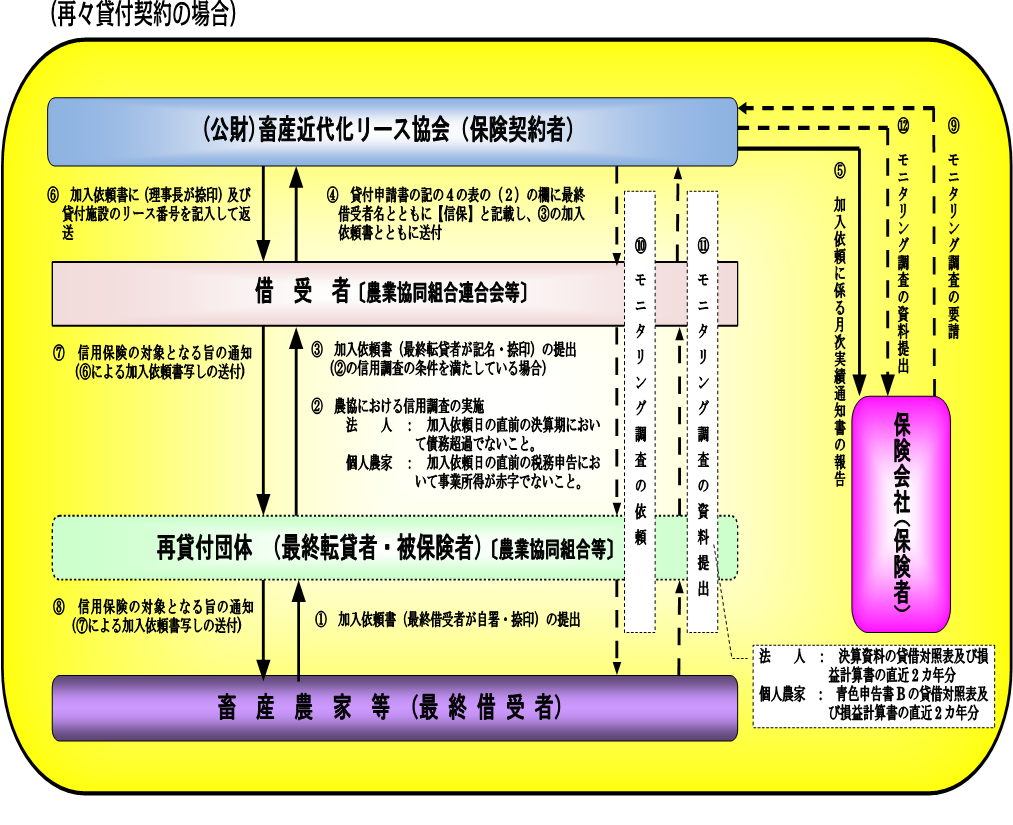 (再々貸付契約の場合)
(公財)畜産近代化リース協会（保険契約者）
⑥　加入依頼書に（理事長が捺印）及び
貸付施設のリース番号を記入して返
送
④　貸付申請書の記の４の表の（２）の欄に最終
借受者名とともに【信保】と記載し、③の加入
依頼書とともに送付
借　受　者〔農業協同組合連合会等〕
⑦　信用保険の対象となる旨の通知
（⑥による加入依頼書写しの送付）
③　加入依頼書（最終転貸者が記名・捺印）の提出
（②の信用調査の条件を満たしている場合）
②　農協における信用調査の実施
法　　人　：　加入依頼日の直前の決算期におい
て債務超過でないこと。
個人農家　：　加入依頼日の直前の税務申告にお
いて事業所得が赤字でないこと。
再貸付団体　（最終転貸者・被保険者）〔農業協同組合等〕
⑧　信用保険の対象となる旨の通知
（⑦による加入依頼書写しの送付）
①　加入依頼書（最終借受者が自署・捺印）の提出
畜　産　農　家　等　（最 終 借 受 者）
⑩　モニタリング調査の依頼
⑪　モニタリング調査の資料提出
⑤　加入依頼に係る月次実績通知書の報告
⑫　モニタリング調査の資料提出
⑨　モニタリング調査の要請
保険会社（保険者）
法　　人　：　決算資料の貸借対照表及び損
益計算書の直近２カ年分
個人農家　：　青色申告書Ｂの貸借対照表及
び損益計算書の直近２カ年分